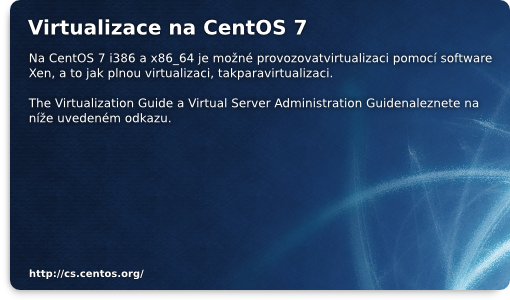 Virtualizace na CentOS 7
Na CentOS 7 i386 a x86_64 je možné provozovatvirtualizaci pomocí software
Xen, a to jak plnou virtualizaci, takparavirtualizaci.
The Virtualization Guide a Virtual Server Administration Guidenaleznete na
níže uvedeném odkazu.
http://cs.centos.org/